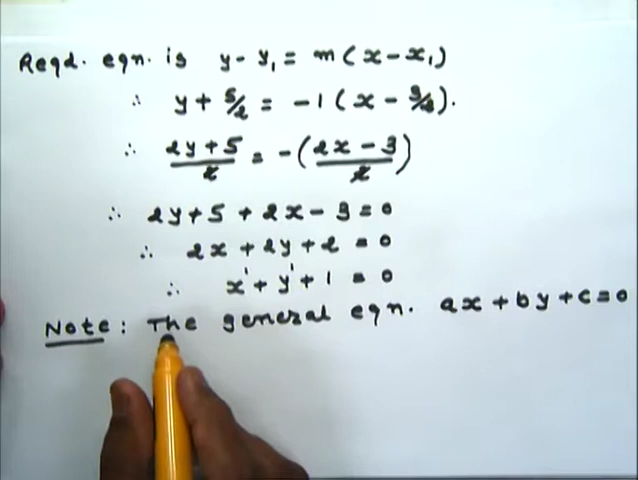 Reqd. eqn. is y - y₁ = m(x - x₁)
∴ y + 5/2 = -1(x - 3/2).
∴ 2y+5/2 = -(2x-3/2)
∴ 2y+5+2x-3=0
∴ 2x+2y+2=0
∴ x'+y'+1=0
Note: The general eqn. ax+by+c=0